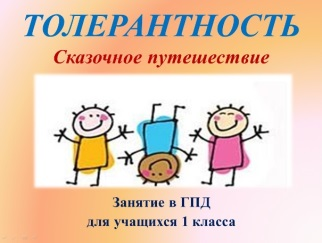 ТОЛЕРАНТНОСТЬ
Сказочное путешествие
Занятие в ГПД
для учащихся 1 класса